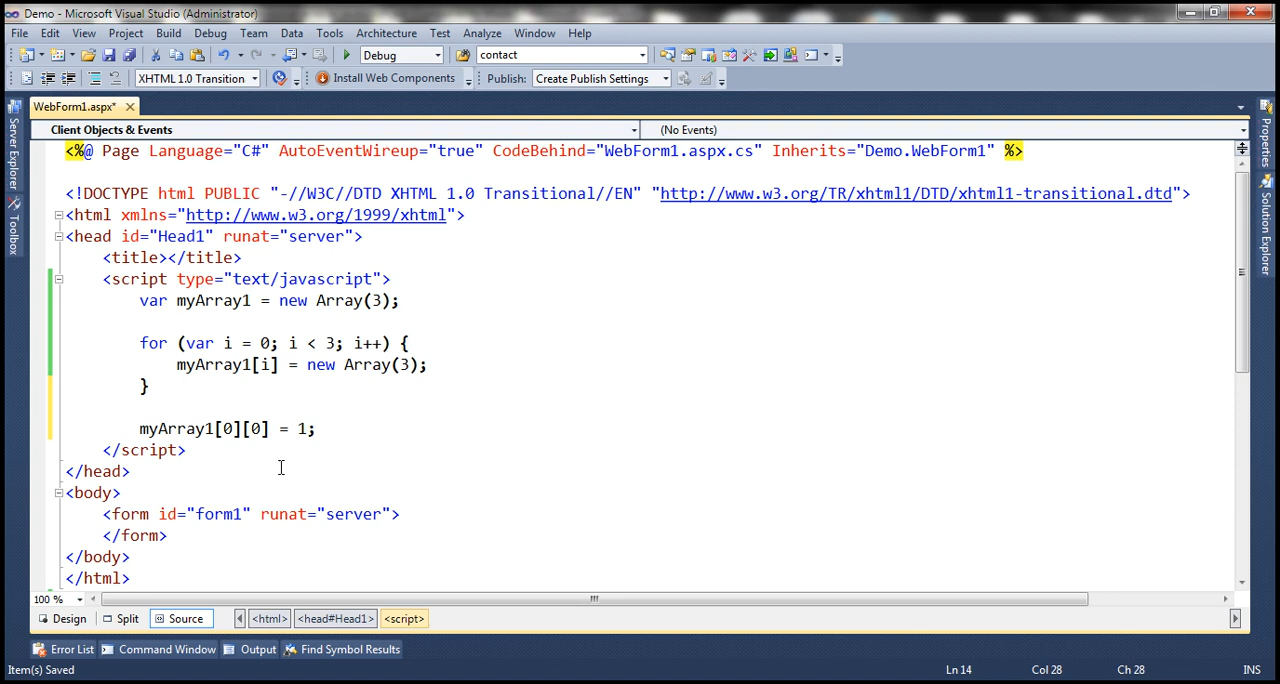 Demo - Microsoft Visual Studio (Administrator)
File Edit View Project Build Debug Team Data Tools Architecture Test Analyze Window Help
Debug contact
XHTML 1.0 Transition Install Web Components Publish: Create Publish Settings
WebForm1.aspx*
Client Objects & Events (No Events)
<%@ Page Language="C#" AutoEventWireup="true" CodeBehind="WebForm1.aspx.cs" Inherits="Demo.WebForm1" %>
<!DOCTYPE html PUBLIC "-//W3C//DTD XHTML 1.0 Transitional//EN" "http://www.w3.org/TR/xhtml1/DTD/xhtml1-transitional.dtd">
<html xmlns="http://www.w3.org/1999/xhtml">
<head id="Head1" runat="server">
<title></title>
<script type="text/javascript">
var myArray1 = new Array(3);
for (var i = 0; i < 3; i++) {
myArray1[i] = new Array(3);
}
myArray1[0][0] = 1;
</script>
</head>
<body>
<form id="form1" runat="server">
</form>
</body>
</html>
Server Explorer
Toolbox
Properties
Solution Explorer
100 %
Design Split Source <html> <head#Head1> <script>
Error List Command Window Output Find Symbol Results
Item(s) Saved Ln 14 Col 28 Ch 28 INS